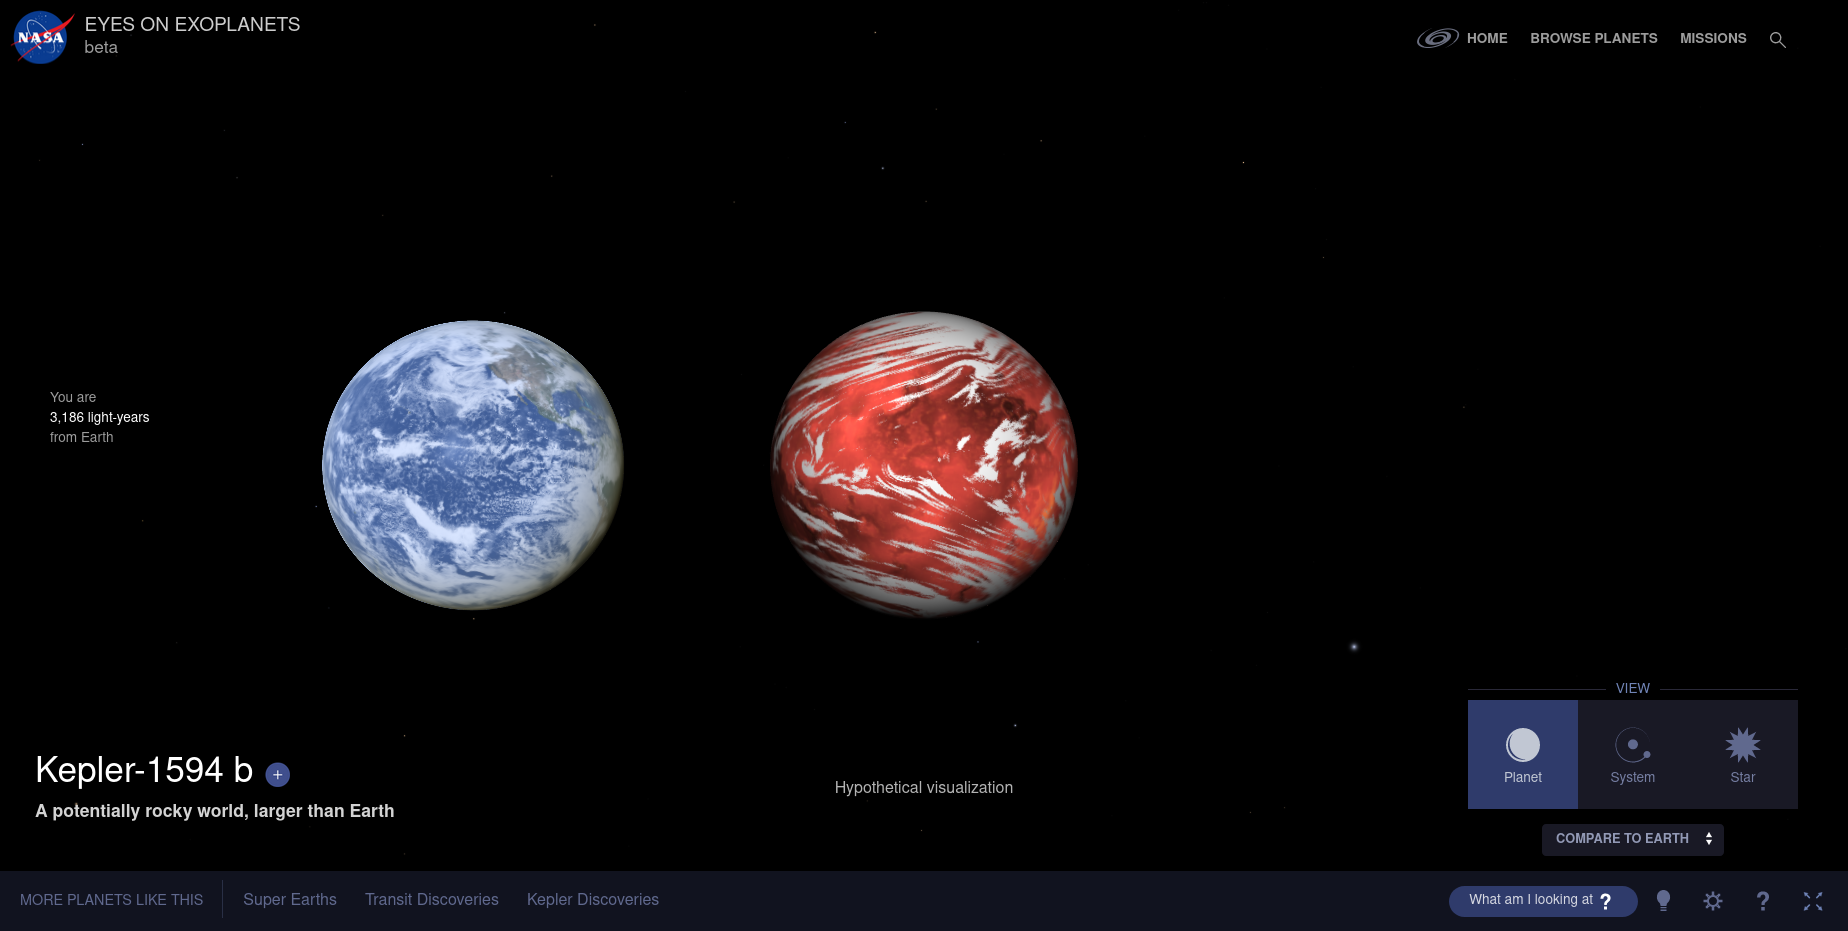 NASA
EYES ON EXOPLANETS
beta
HOME
BROWSE PLANETS
MISSIONS
You are
3,186 light-years
from Earth
Kepler-1594 b +
A potentially rocky world, larger than Earth
Hypothetical visualization
VIEW
Planet
System
Star
COMPARE TO EARTH
MORE PLANETS LIKE THIS
Super Earths
Transit Discoveries
Kepler Discoveries
What am I looking at ?
?